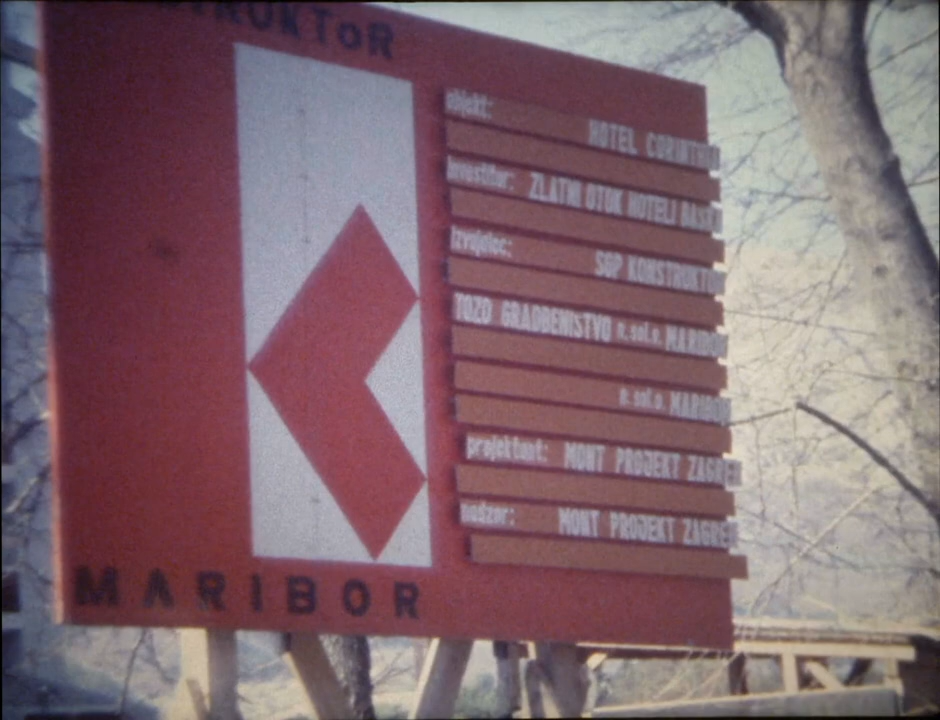 STRUKToR
objekt: HOTEL CORINTHIA
investitor: ZLATNI OTOK HOTELI BAŠKA
izvajalec: SGP KONSTRUKTOR
TOZD GRADBENIŠTVO n.sol.o. MARIBOR
n.sol.o. MARIBOR
projektant: MONT PROJEKT ZAGREB
nadzor: MONT PROJEKT ZAGREB
MARIBOR